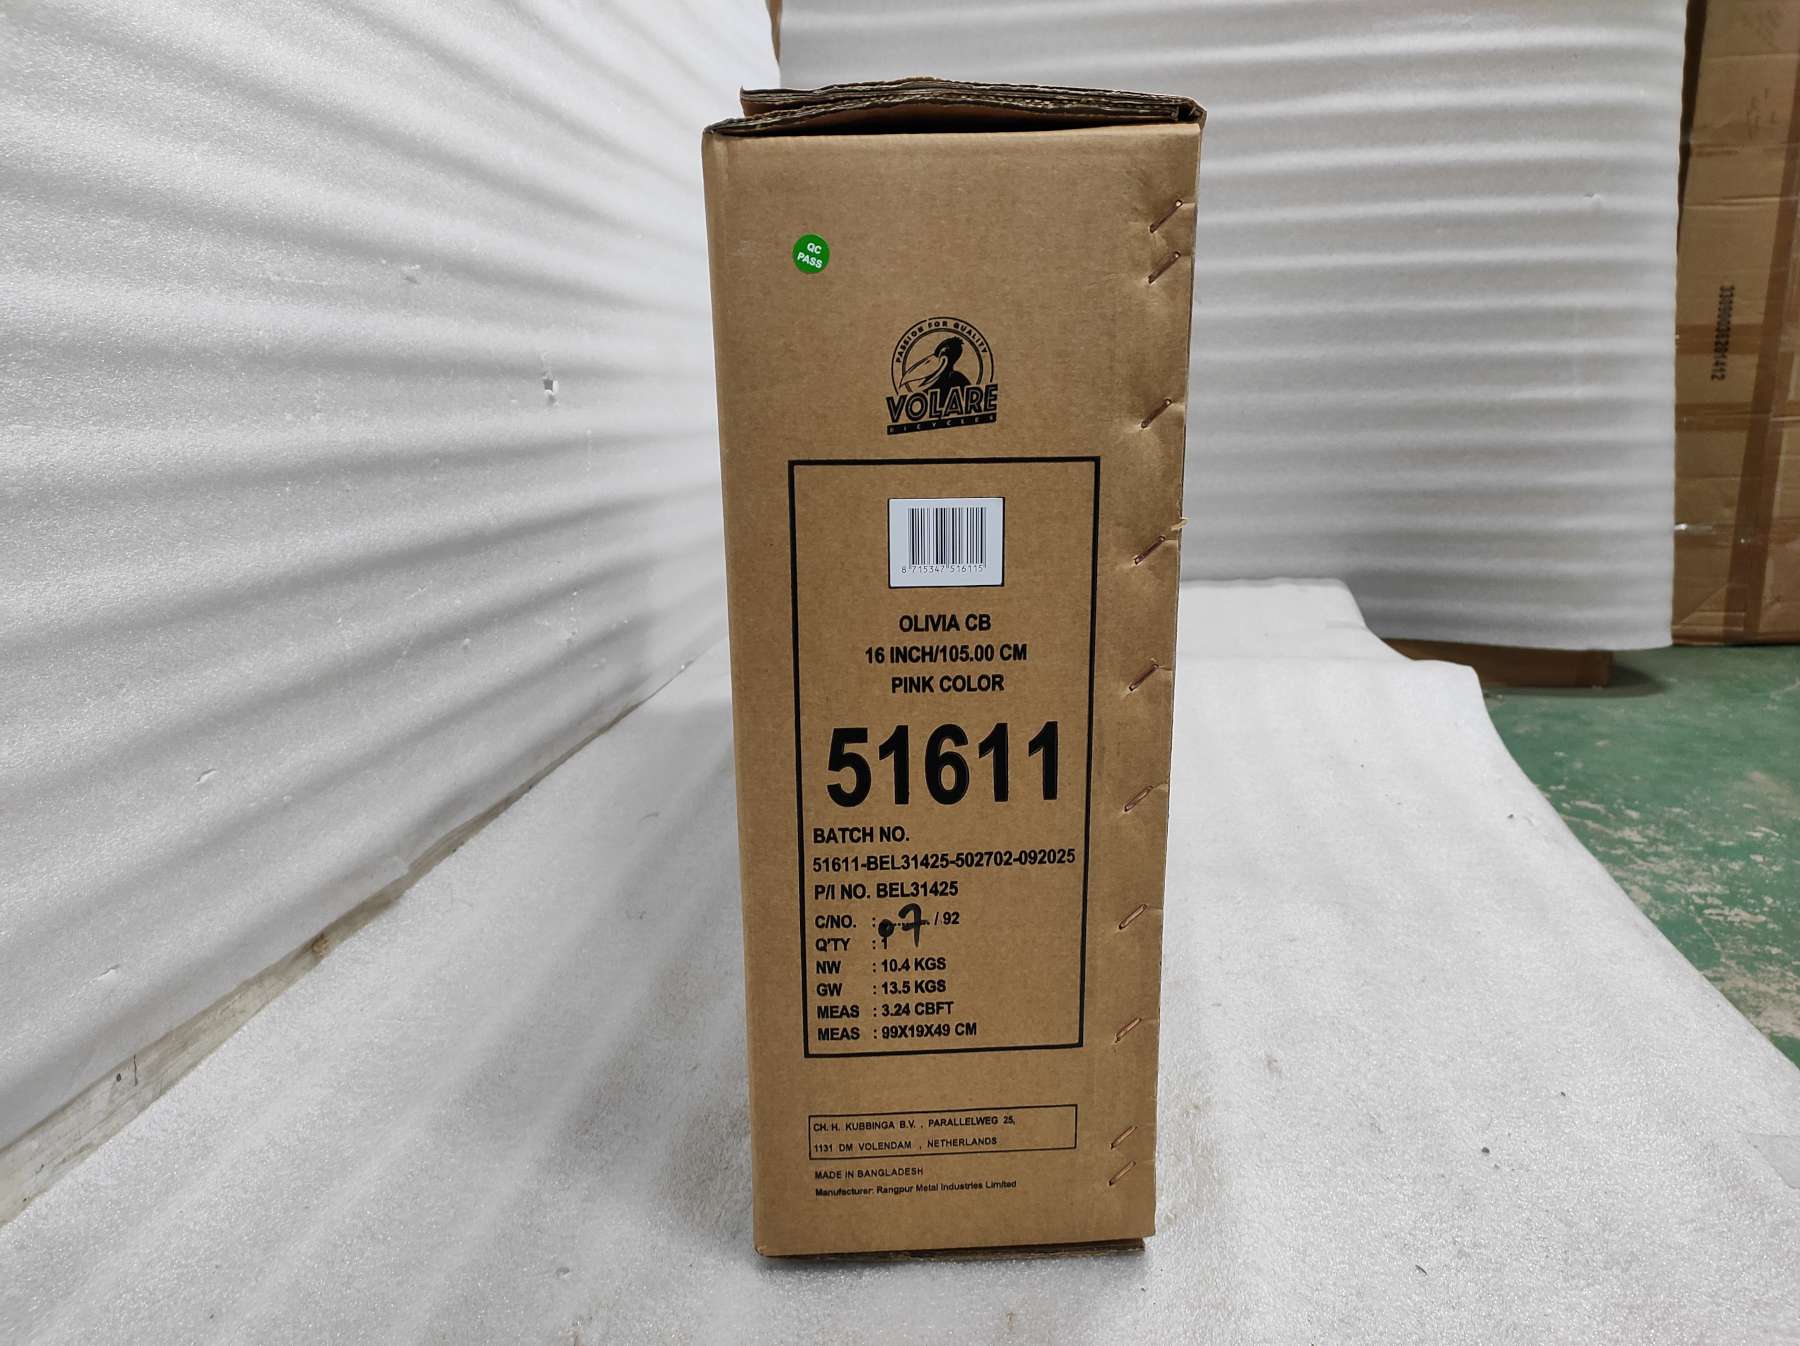 QC
PASS
PASSION FOR QUALITY
VOLARE
BICYCLES
8 715347 516115
OLIVIA CB
16 INCH/105.00 CM
PINK COLOR
51611
BATCH NO.
51611-BEL31425-502702-092025
P/I NO. BEL31425
C/NO. : 07 / 92
Q'TY : 1
NW : 10.4 KGS
GW : 13.5 KGS
MEAS : 3.24 CBFT
MEAS : 99X19X49 CM
CH. H. KUBBINGA B.V. , PARALLELWEG 25,
1131 DM VOLENDAM , NETHERLANDS
MADE IN BANGLADESH
Manufacturer: Rangpur Metal Industries Limited